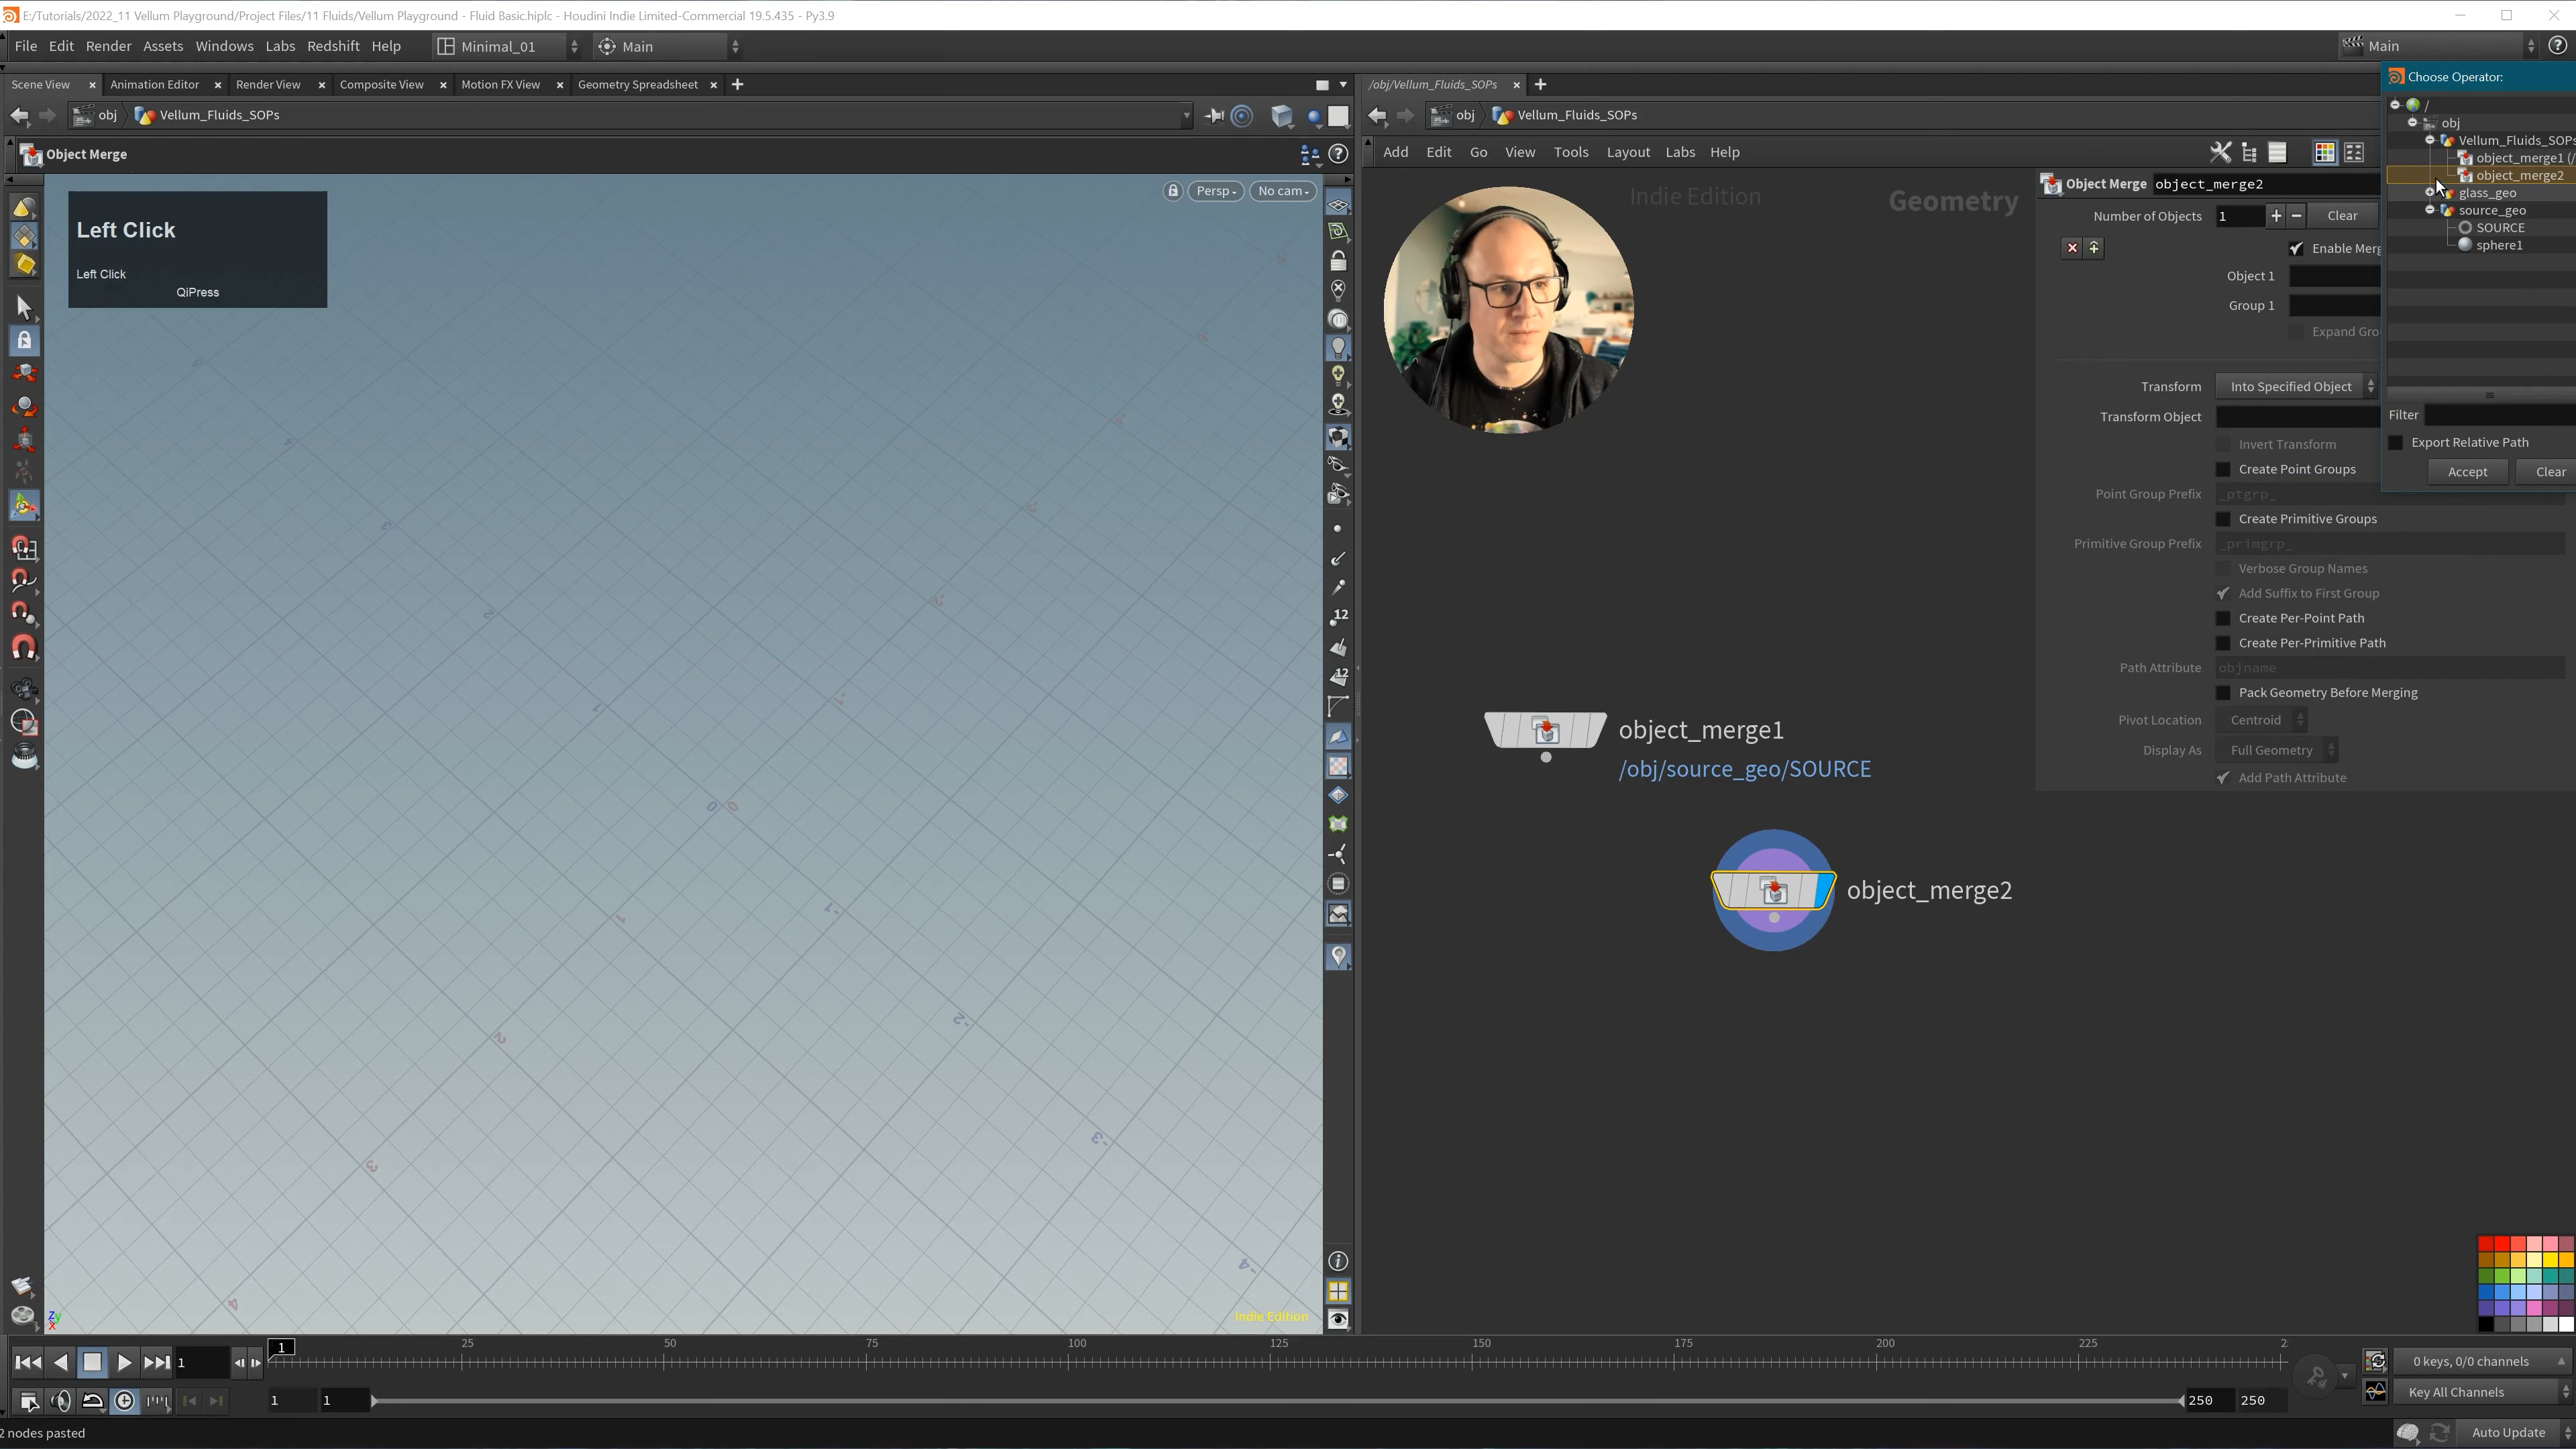 E:/Tutorials/2022_11 Vellum Playground/Project Files/11 Fluids/Vellum Playground - Fluid Basic.hiplc - Houdini Indie Limited-Commercial 19.5.435 - Py3.9
File Edit Render Assets Windows Labs Redshift Help
Minimal_01
Main
Main
Scene View
Animation Editor
Render View
Composite View
Motion FX View
Geometry Spreadsheet
/obj/Vellum_Fluids_SOPs
Choose Operator:
obj
Vellum_Fluids_SOPs
obj
Vellum_Fluids_SOPs
Object Merge
Add Edit Go View Tools Layout Labs Help
/
obj
Vellum_Fluids_SOPs
object_merge1 (/
object_merge2
glass_geo
source_geo
SOURCE
sphere1
Filter
Export Relative Path
Accept
Clear
Left Click
Left Click
QiPress
Persp
No cam
Indie Edition
Geometry
Object Merge
object_merge2
Number of Objects
1
Clear
Enable Merg
Object 1
Group 1
Expand Gro
Transform
Into Specified Object
Transform Object
Invert Transform
Create Point Groups
Point Group Prefix
_ptgrp_
Create Primitive Groups
Primitive Group Prefix
_primgrp_
Verbose Group Names
Add Suffix to First Group
Create Per-Point Path
Create Per-Primitive Path
Path Attribute
objname
Pack Geometry Before Merging
Pivot Location
Centroid
Display As
Full Geometry
Add Path Attribute
object_merge1
/obj/source_geo/SOURCE
object_merge2
12
12
Indie Edition
1
1
25
50
75
100
125
150
175
200
225
2
0 keys, 0/0 channels
1
1
250
250
Key All Channels
2 nodes pasted
Auto Update